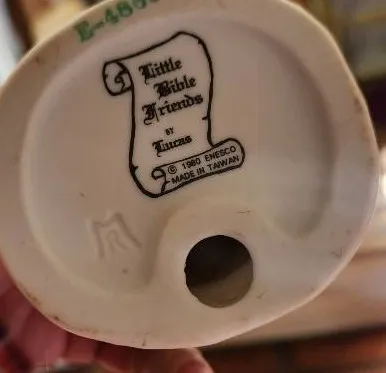 Little
Bible
Friends
BY
Lucas
© 1980 ENESCO
MADE IN TAIWAN